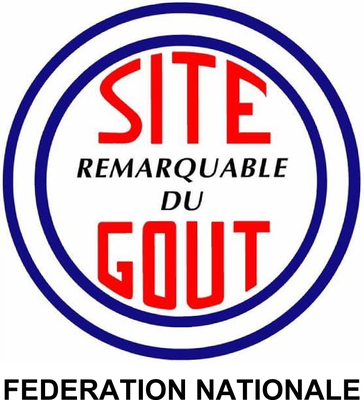 SITE
REMARQUABLE
DU
GOUT
FEDERATION NATIONALE